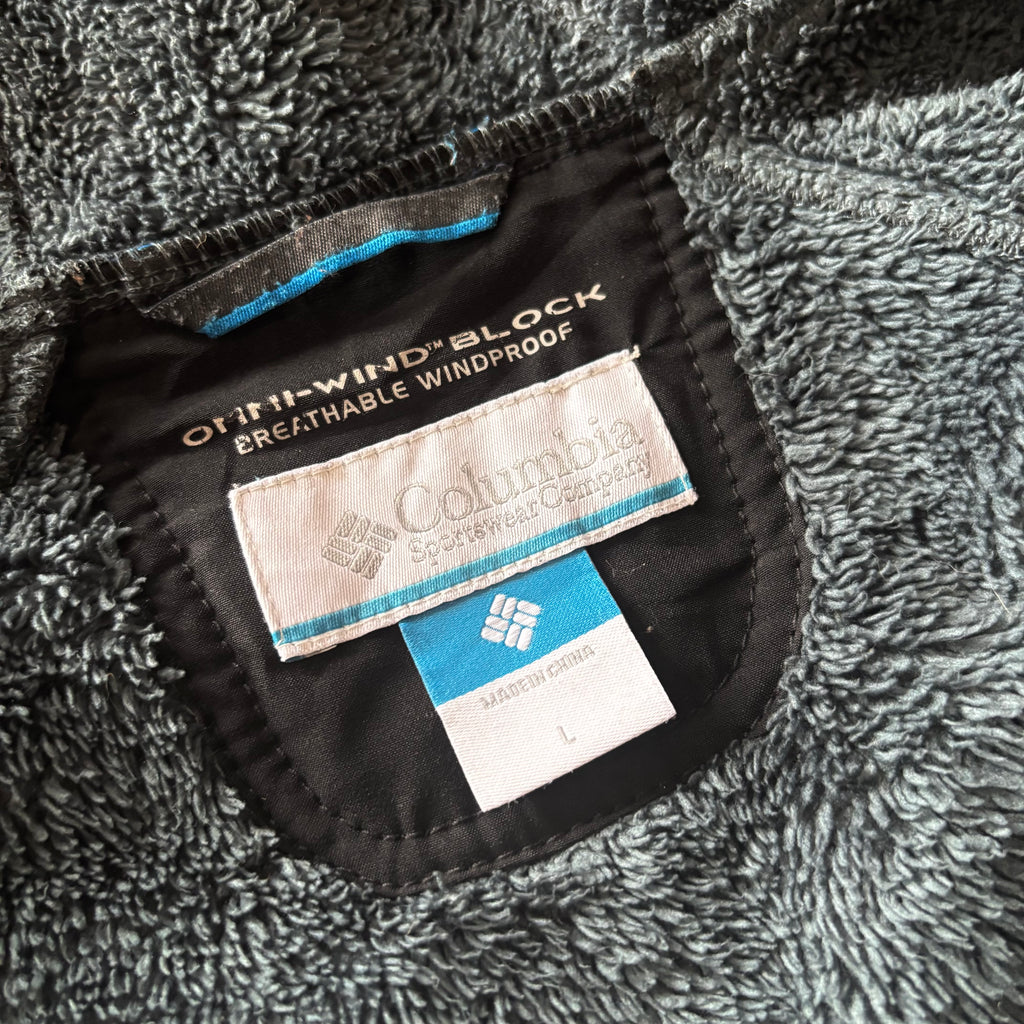 OMNI-WIND™ BLOCK
BREATHABLE WINDPROOF
Columbia
Sportswear Company
MADE IN CHINA
L